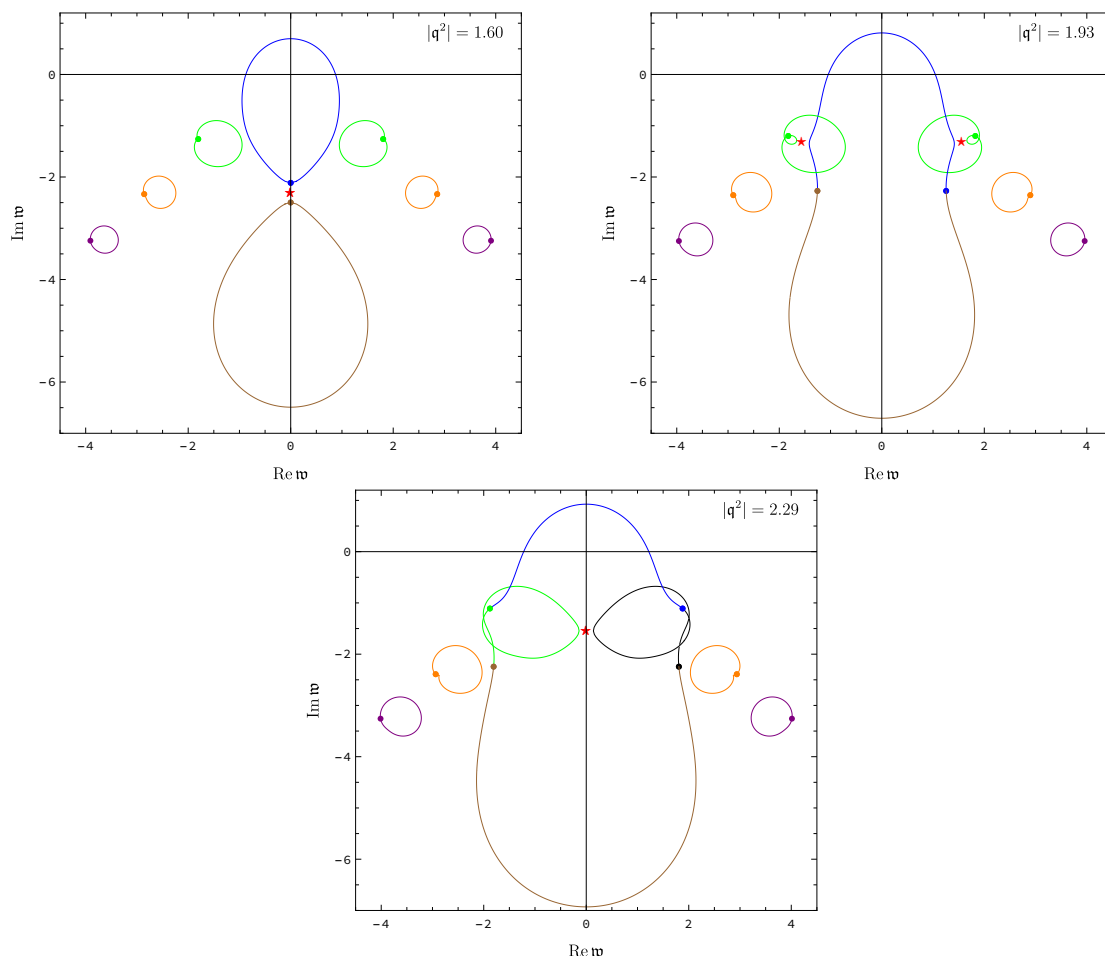 |𝔮²| = 1.60
0
−2
−4
−6
Im 𝔴
−4 −2 0 2 4
Re 𝔴
|𝔮²| = 1.93
0
−2
−4
−6
Im 𝔴
−4 −2 0 2 4
Re 𝔴
|𝔮²| = 2.29
0
−2
−4
−6
Im 𝔴
−4 −2 0 2 4
Re 𝔴